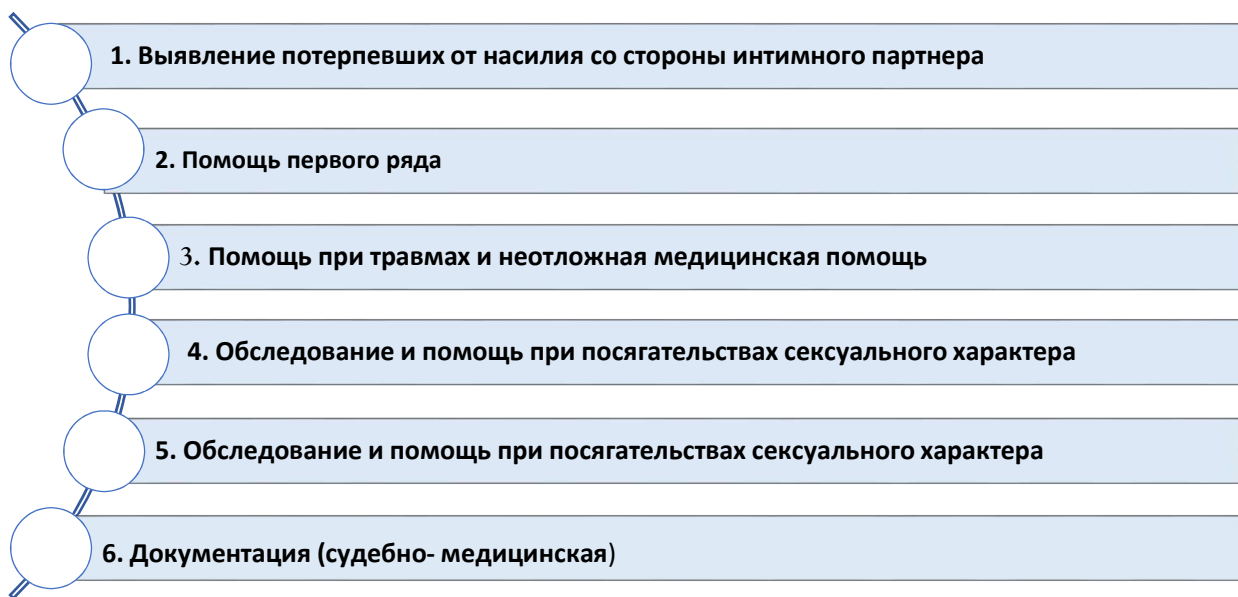 1. Выявление потерпевших от насилия со стороны интимного партнера
2. Помощь первого ряда
3. Помощь при травмах и неотложная медицинская помощь
4. Обследование и помощь при посягательствах сексуального характера
5. Обследование и помощь при посягательствах сексуального характера
6. Документация (судебно- медицинская)